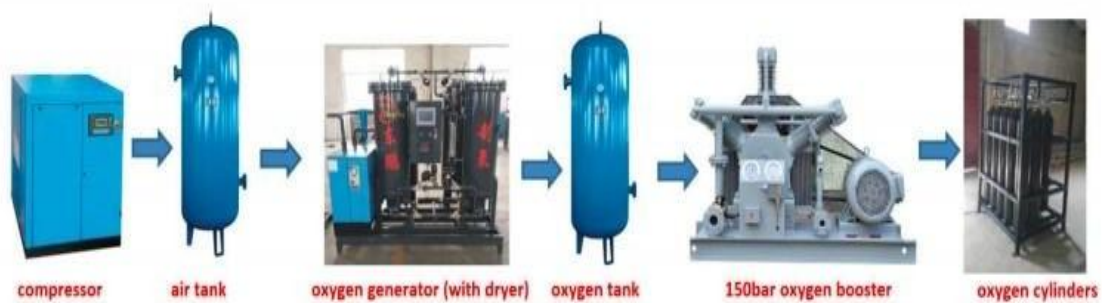 compressor
air tank
oxygen generator (with dryer)
oxygen tank
150bar oxygen booster
oxygen cylinders